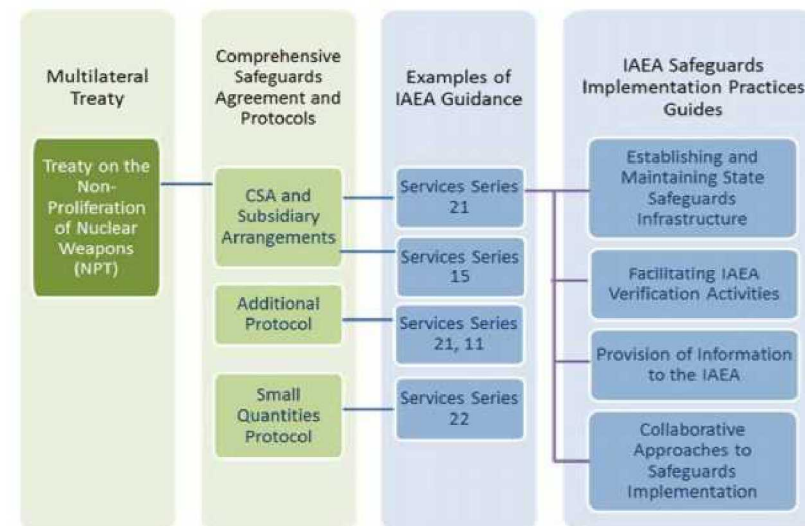 Multilateral
Treaty
Treaty on the
Non-
Proliferation
of Nuclear
Weapons
(NPT)
Comprehensive
Safeguards
Agreement and
Protocols
CSA and
Subsidiary
Arrangements
Additional
Protocol
Small
Quantities
Protocol
Examples of
IAEA Guidance
Services Series
21
Services Series
15
Services Series
21, 11
Services Series
22
IAEA Safeguards
Implementation Practices
Guides
Establishing and
Maintaining State
Safeguards
Infrastructure
Facilitating IAEA
Verification Activities
Provision of Information
to the IAEA
Collaborative
Approaches to
Safeguards
Implementation